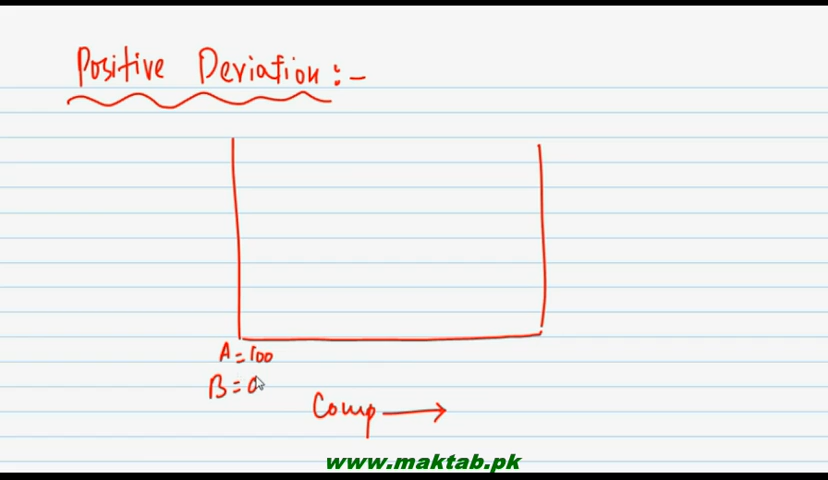 Positive Deviation:-
A=100
B=0
Comp
www.maktab.pk